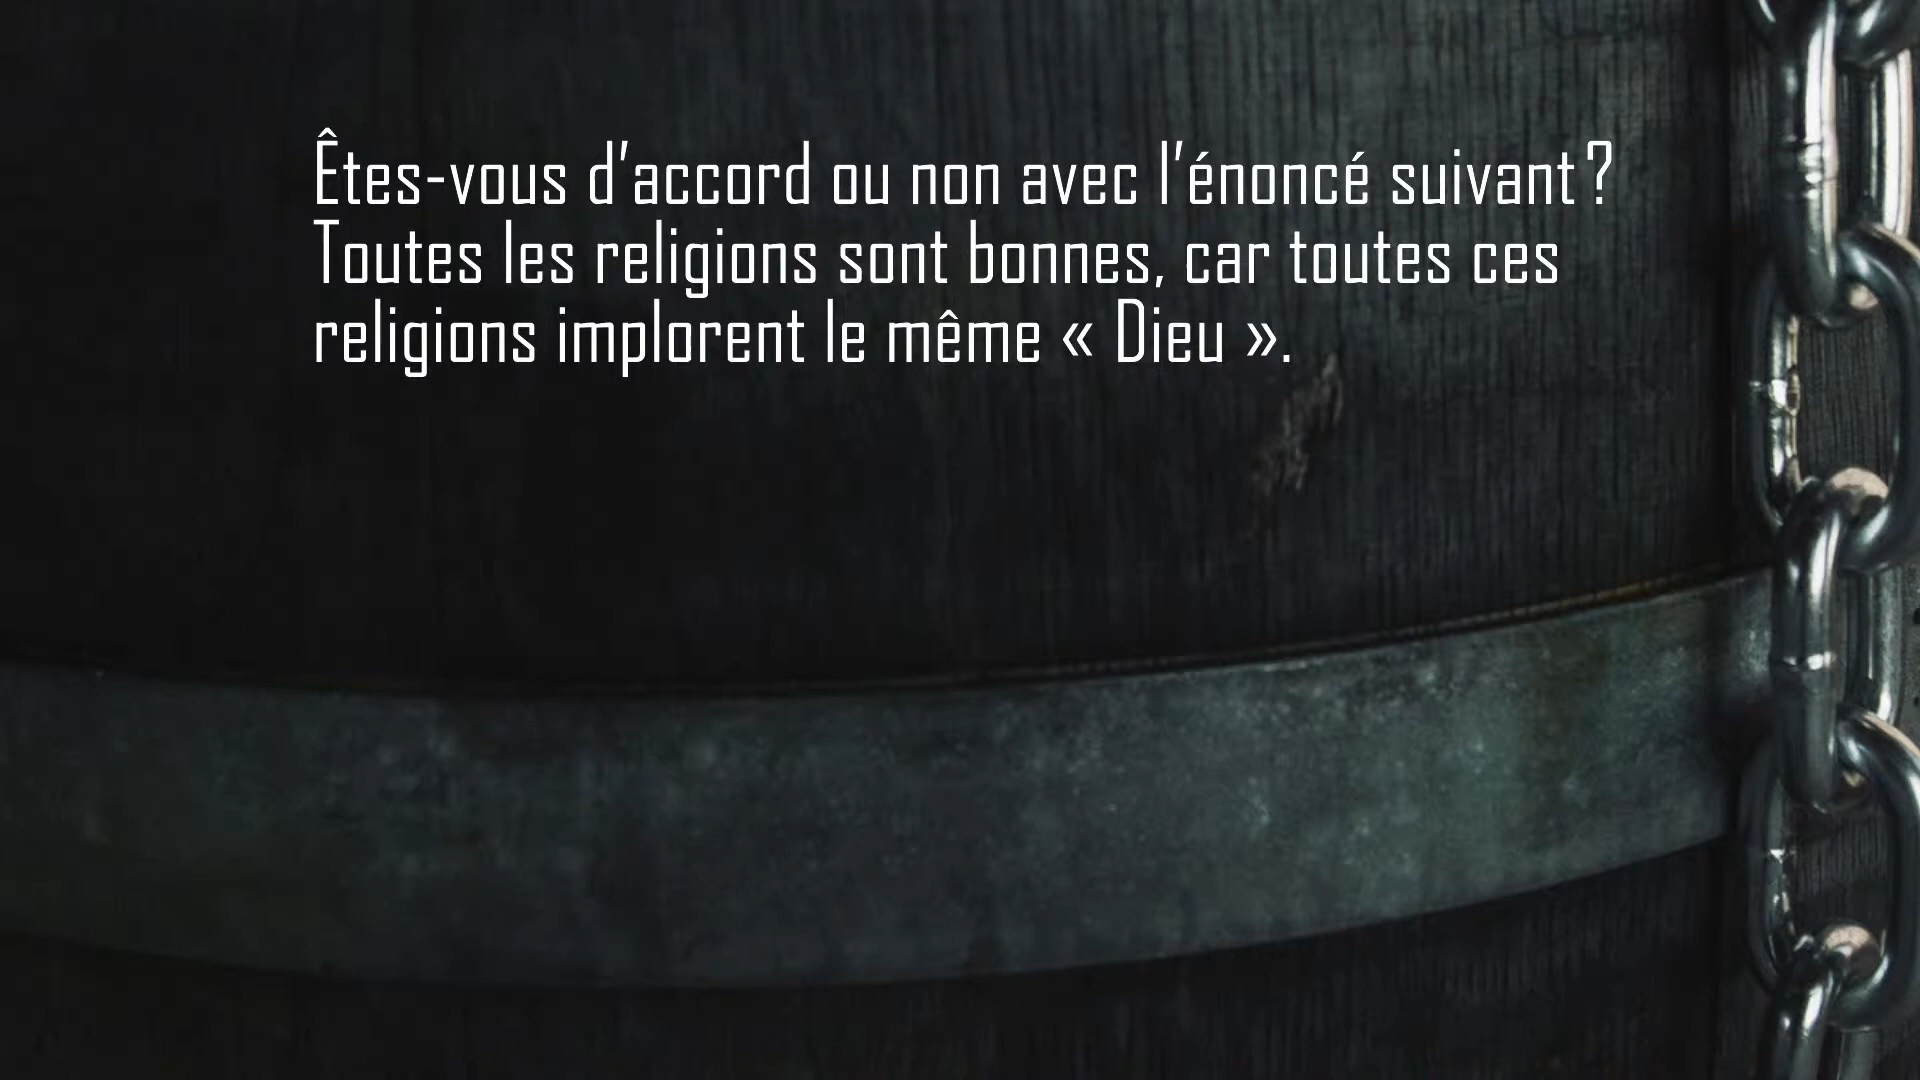 Êtes-vous d’accord ou non avec l’énoncé suivant ?
Toutes les religions sont bonnes, car toutes ces
religions implorent le même « Dieu ».